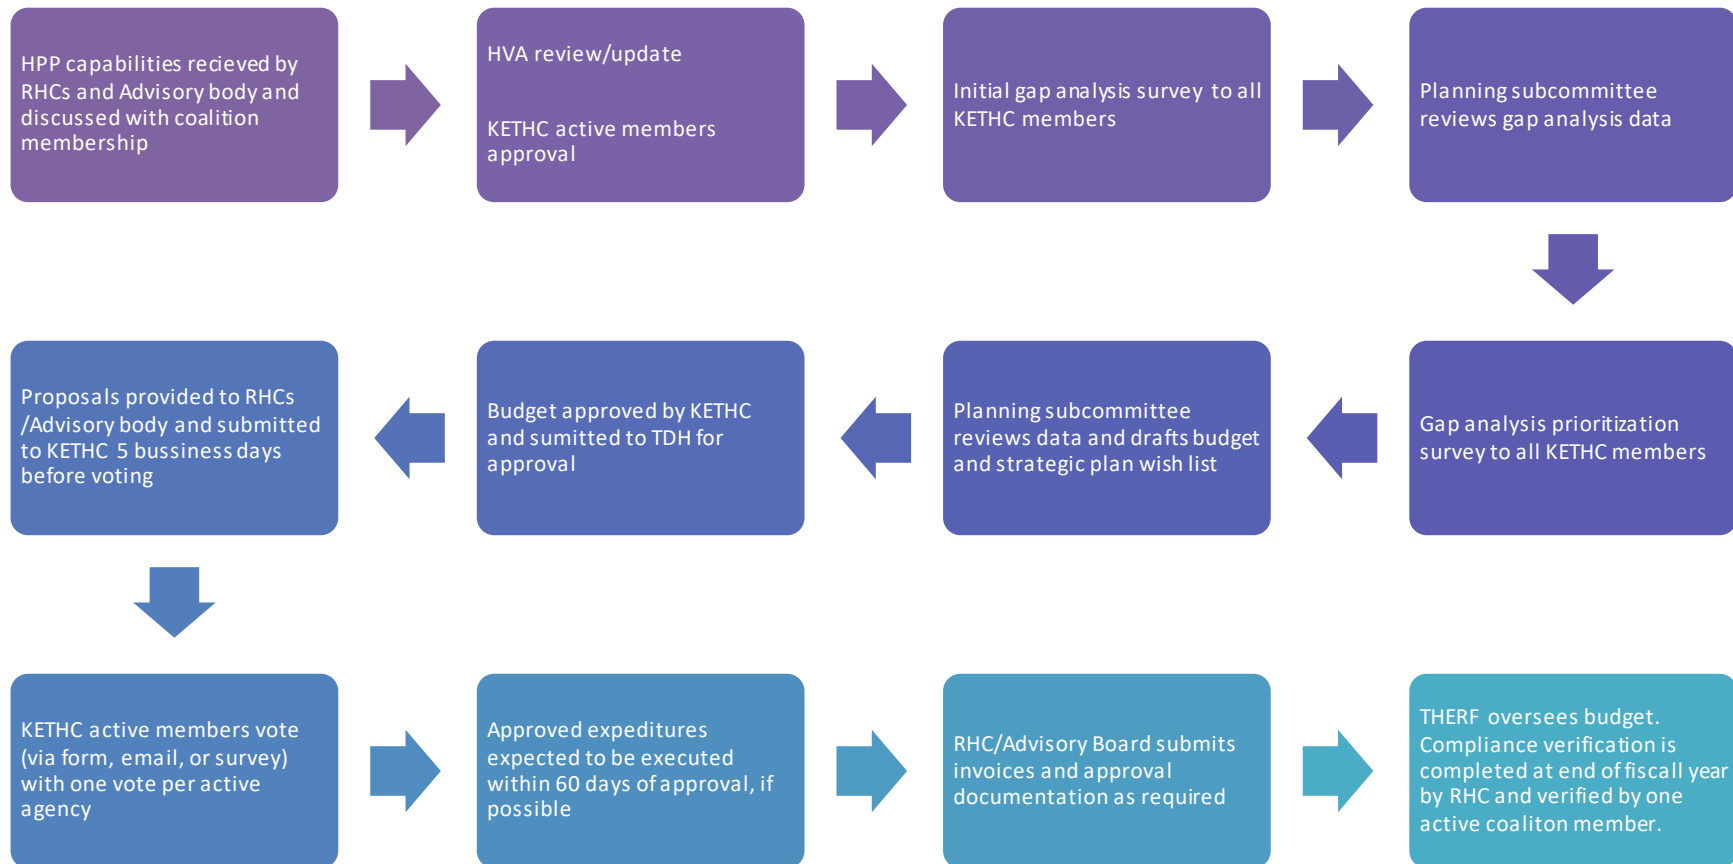 HPP capabilities recieved by
RHCs and Advisory body and
discussed with coalition
membership
HVA review/update
KETHC active members
approval
Initial gap analysis survey to all
KETHC members
Planning subcommittee
reviews gap analysis data
Gap analysis prioritization
survey to all KETHC members
Planning subcommittee
reviews data and drafts budget
and strategic plan wish list
Budget approved by KETHC
and sumitted to TDH for
approval
Proposals provided to RHCs
/Advisory body and submitted
to KETHC 5 bussiness days
before voting
KETHC active members vote
(via form, email, or survey)
with one vote per active
agency
Approved expeditures
expected to be executed
within 60 days of approval, if
possible
RHC/Advisory Board submits
invoices and approval
documentation as required
THERF oversees budget.
Compliance verification is
completed at end of fiscall year
by RHC and verified by one
active coaliton member.